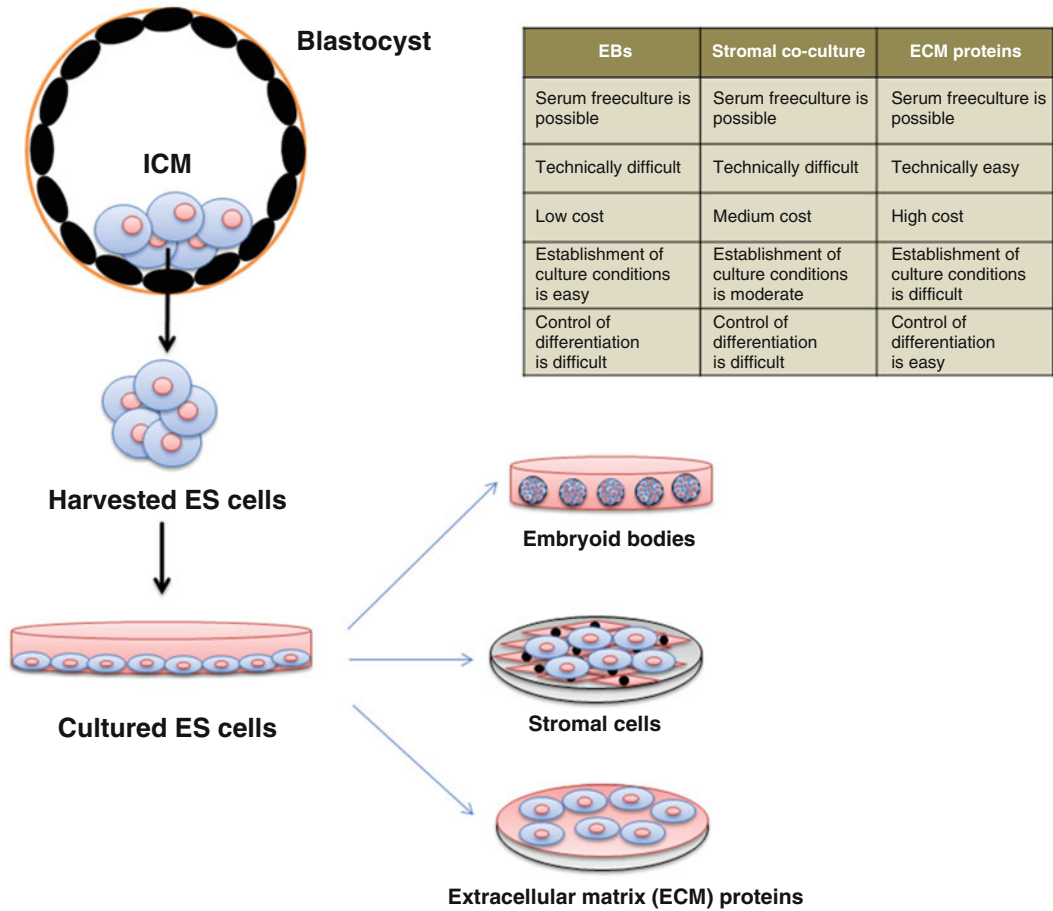 Blastocyst
ICM
Harvested ES cells
Cultured ES cells
EBs
Stromal co-culture
ECM proteins
Serum freeculture is
possible
Serum freeculture is
possible
Serum freeculture is
possible
Technically difficult
Technically difficult
Technically easy
Low cost
Medium cost
High cost
Establishment of
culture conditions
is easy
Establishment of
culture conditions
is moderate
Establishment of
culture conditions
is difficult
Control of
differentiation
is difficult
Control of
differentiation
is difficult
Control of
differentiation
is easy
Embryoid bodies
Stromal cells
Extracellular matrix (ECM) proteins